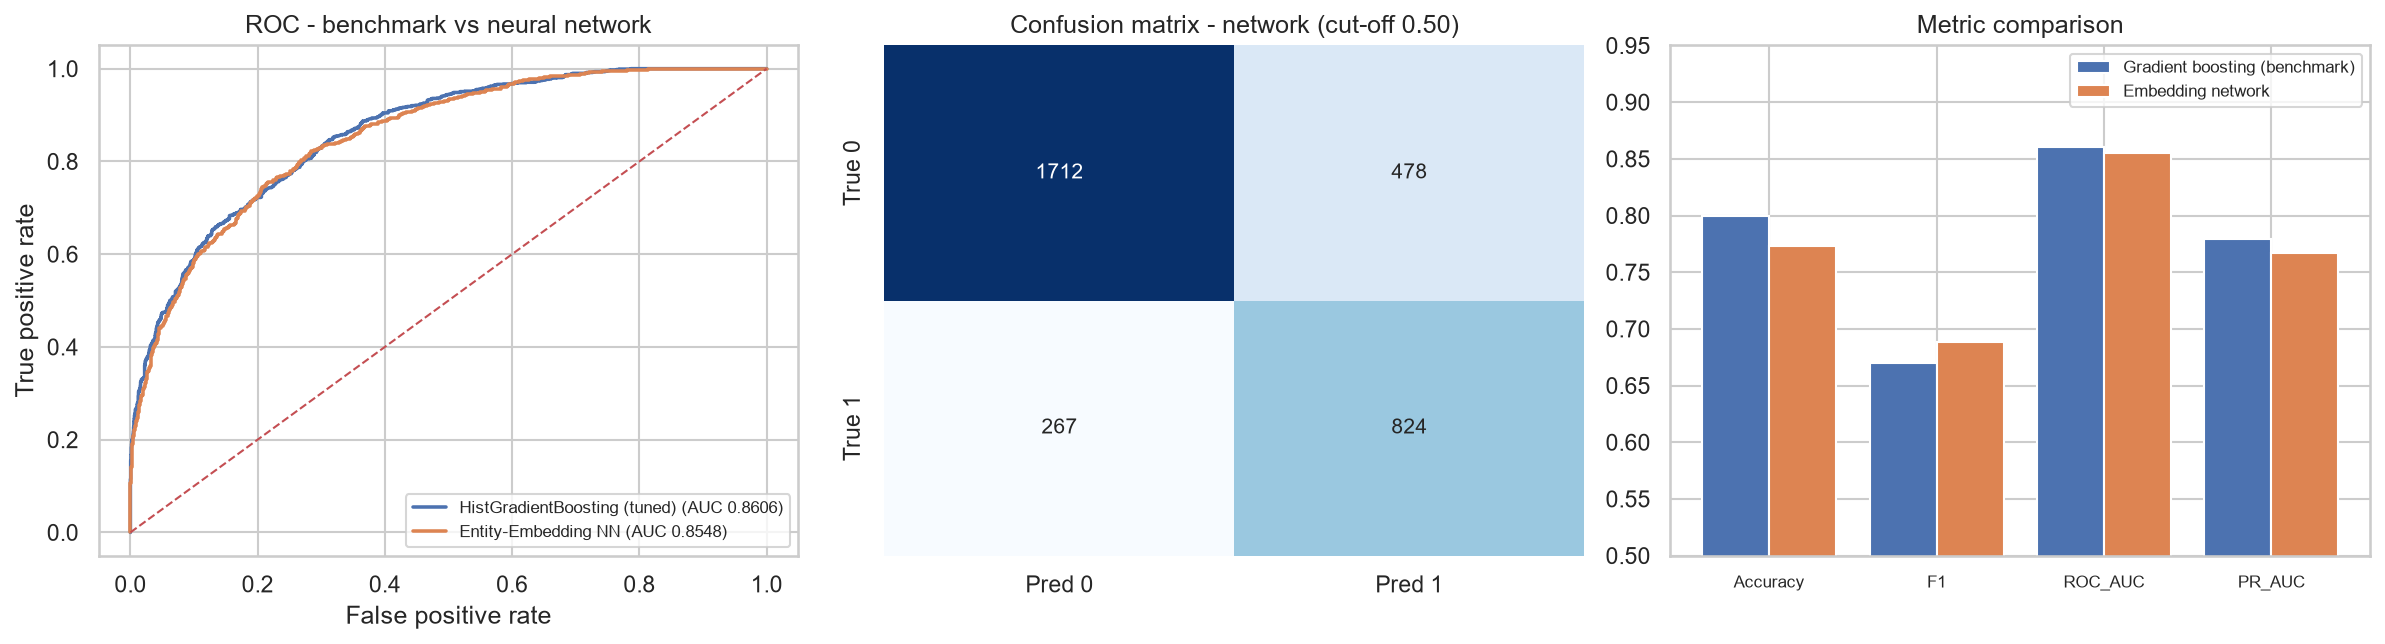 ROC - benchmark vs neural network
True positive rate
1.0
0.8
0.6
0.4
0.2
0.0
HistGradientBoosting (tuned) (AUC 0.8606)
Entity-Embedding NN (AUC 0.8548)
0.0 0.2 0.4 0.6 0.8 1.0
False positive rate
Confusion matrix - network (cut-off 0.50)
True 0
1712 478
True 1
267 824
Pred 0 Pred 1
Metric comparison
Gradient boosting (benchmark)
Embedding network
0.95
0.90
0.85
0.80
0.75
0.70
0.65
0.60
0.55
0.50
Accuracy F1 ROC_AUC PR_AUC